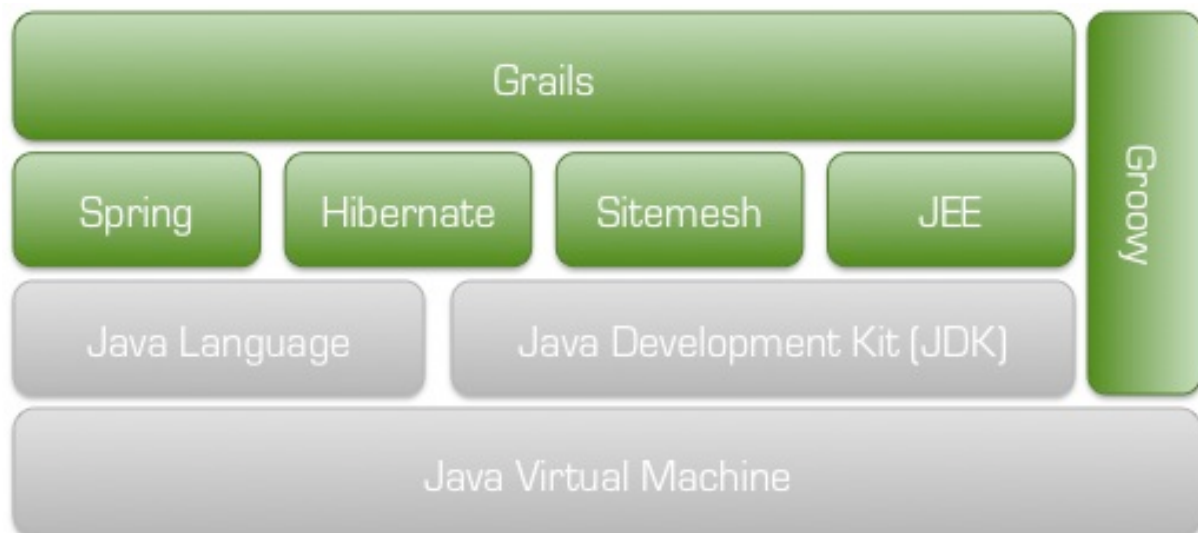 Grails
Groovy
Spring
Hibernate
Sitemesh
JEE
Java Language
Java Development Kit (JDK)
Java Virtual Machine